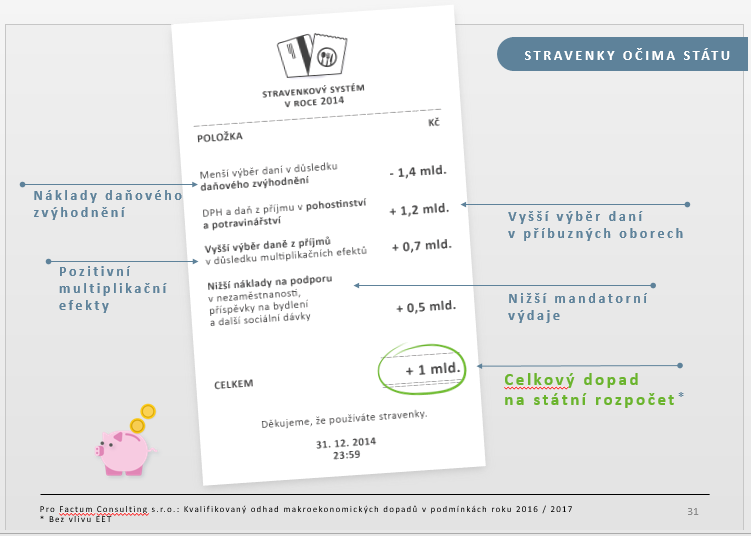 STRAVENKY OČIMA STÁTU
STRAVENKOVÝ SYSTÉM
V ROCE 2014
POLOŽKA KČ
Menší výběr daní v důsledku
daňového zvýhodnění - 1,4 mld.
DPH a daň z příjmu v pohostinství
a potravinářství + 1,2 mld.
Vyšší výběr daně z příjmů
v důsledku multiplikačních efektů + 0,7 mld.
Nižší náklady na podporu
v nezaměstnanosti,
příspěvky na bydlení
a další sociální dávky + 0,5 mld.
CELKEM + 1 mld.
Děkujeme, že používáte stravenky.
31. 12. 2014
23:59
Náklady daňového
zvýhodnění
Pozitivní
multiplikační
efekty
Vyšší výběr daní
v příbuzných oborech
Nižší mandatorní
výdaje
Celkový dopad
na státní rozpočet*
Pro Factum Consulting s.r.o.: Kvalifikovaný odhad makroekonomických dopadů v podmínkách roku 2016 / 2017
* Bez vlivu EET
31